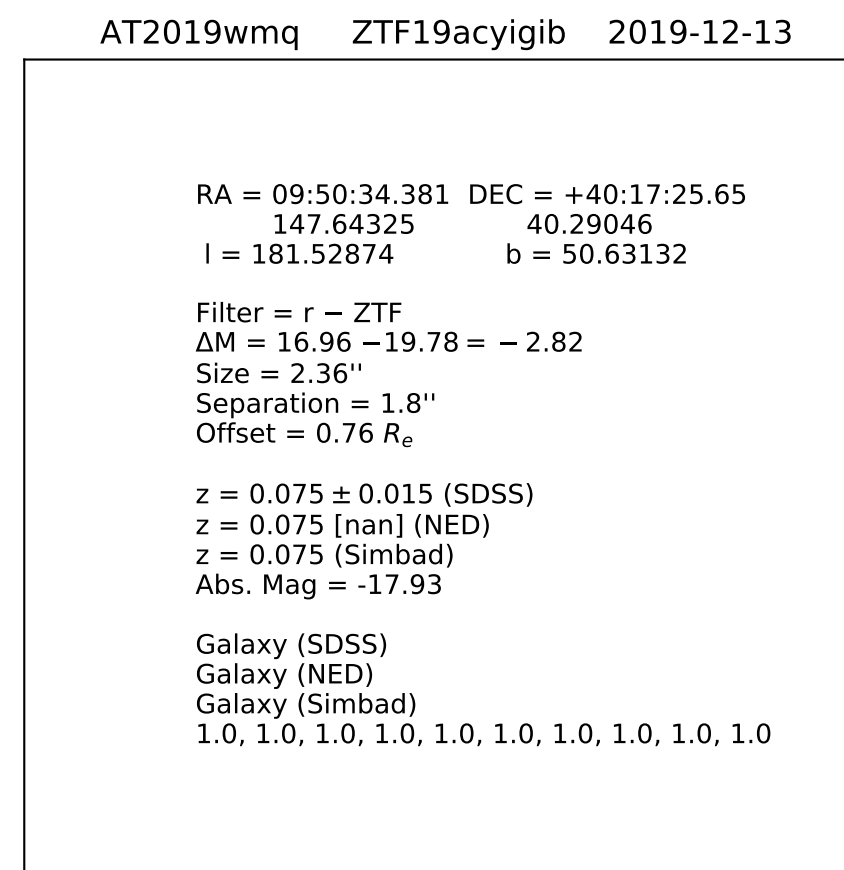 AT2019wmq ZTF19acyigib 2019-12-13
RA = 09:50:34.381 DEC = +40:17:25.65
147.64325 40.29046
l = 181.52874 b = 50.63132
Filter = r − ZTF
ΔM = 16.96 −19.78 = − 2.82
Size = 2.36''
Separation = 1.8''
Offset = 0.76 Re
z = 0.075 ± 0.015 (SDSS)
z = 0.075 [nan] (NED)
z = 0.075 (Simbad)
Abs. Mag = -17.93
Galaxy (SDSS)
Galaxy (NED)
Galaxy (Simbad)
1.0, 1.0, 1.0, 1.0, 1.0, 1.0, 1.0, 1.0, 1.0, 1.0